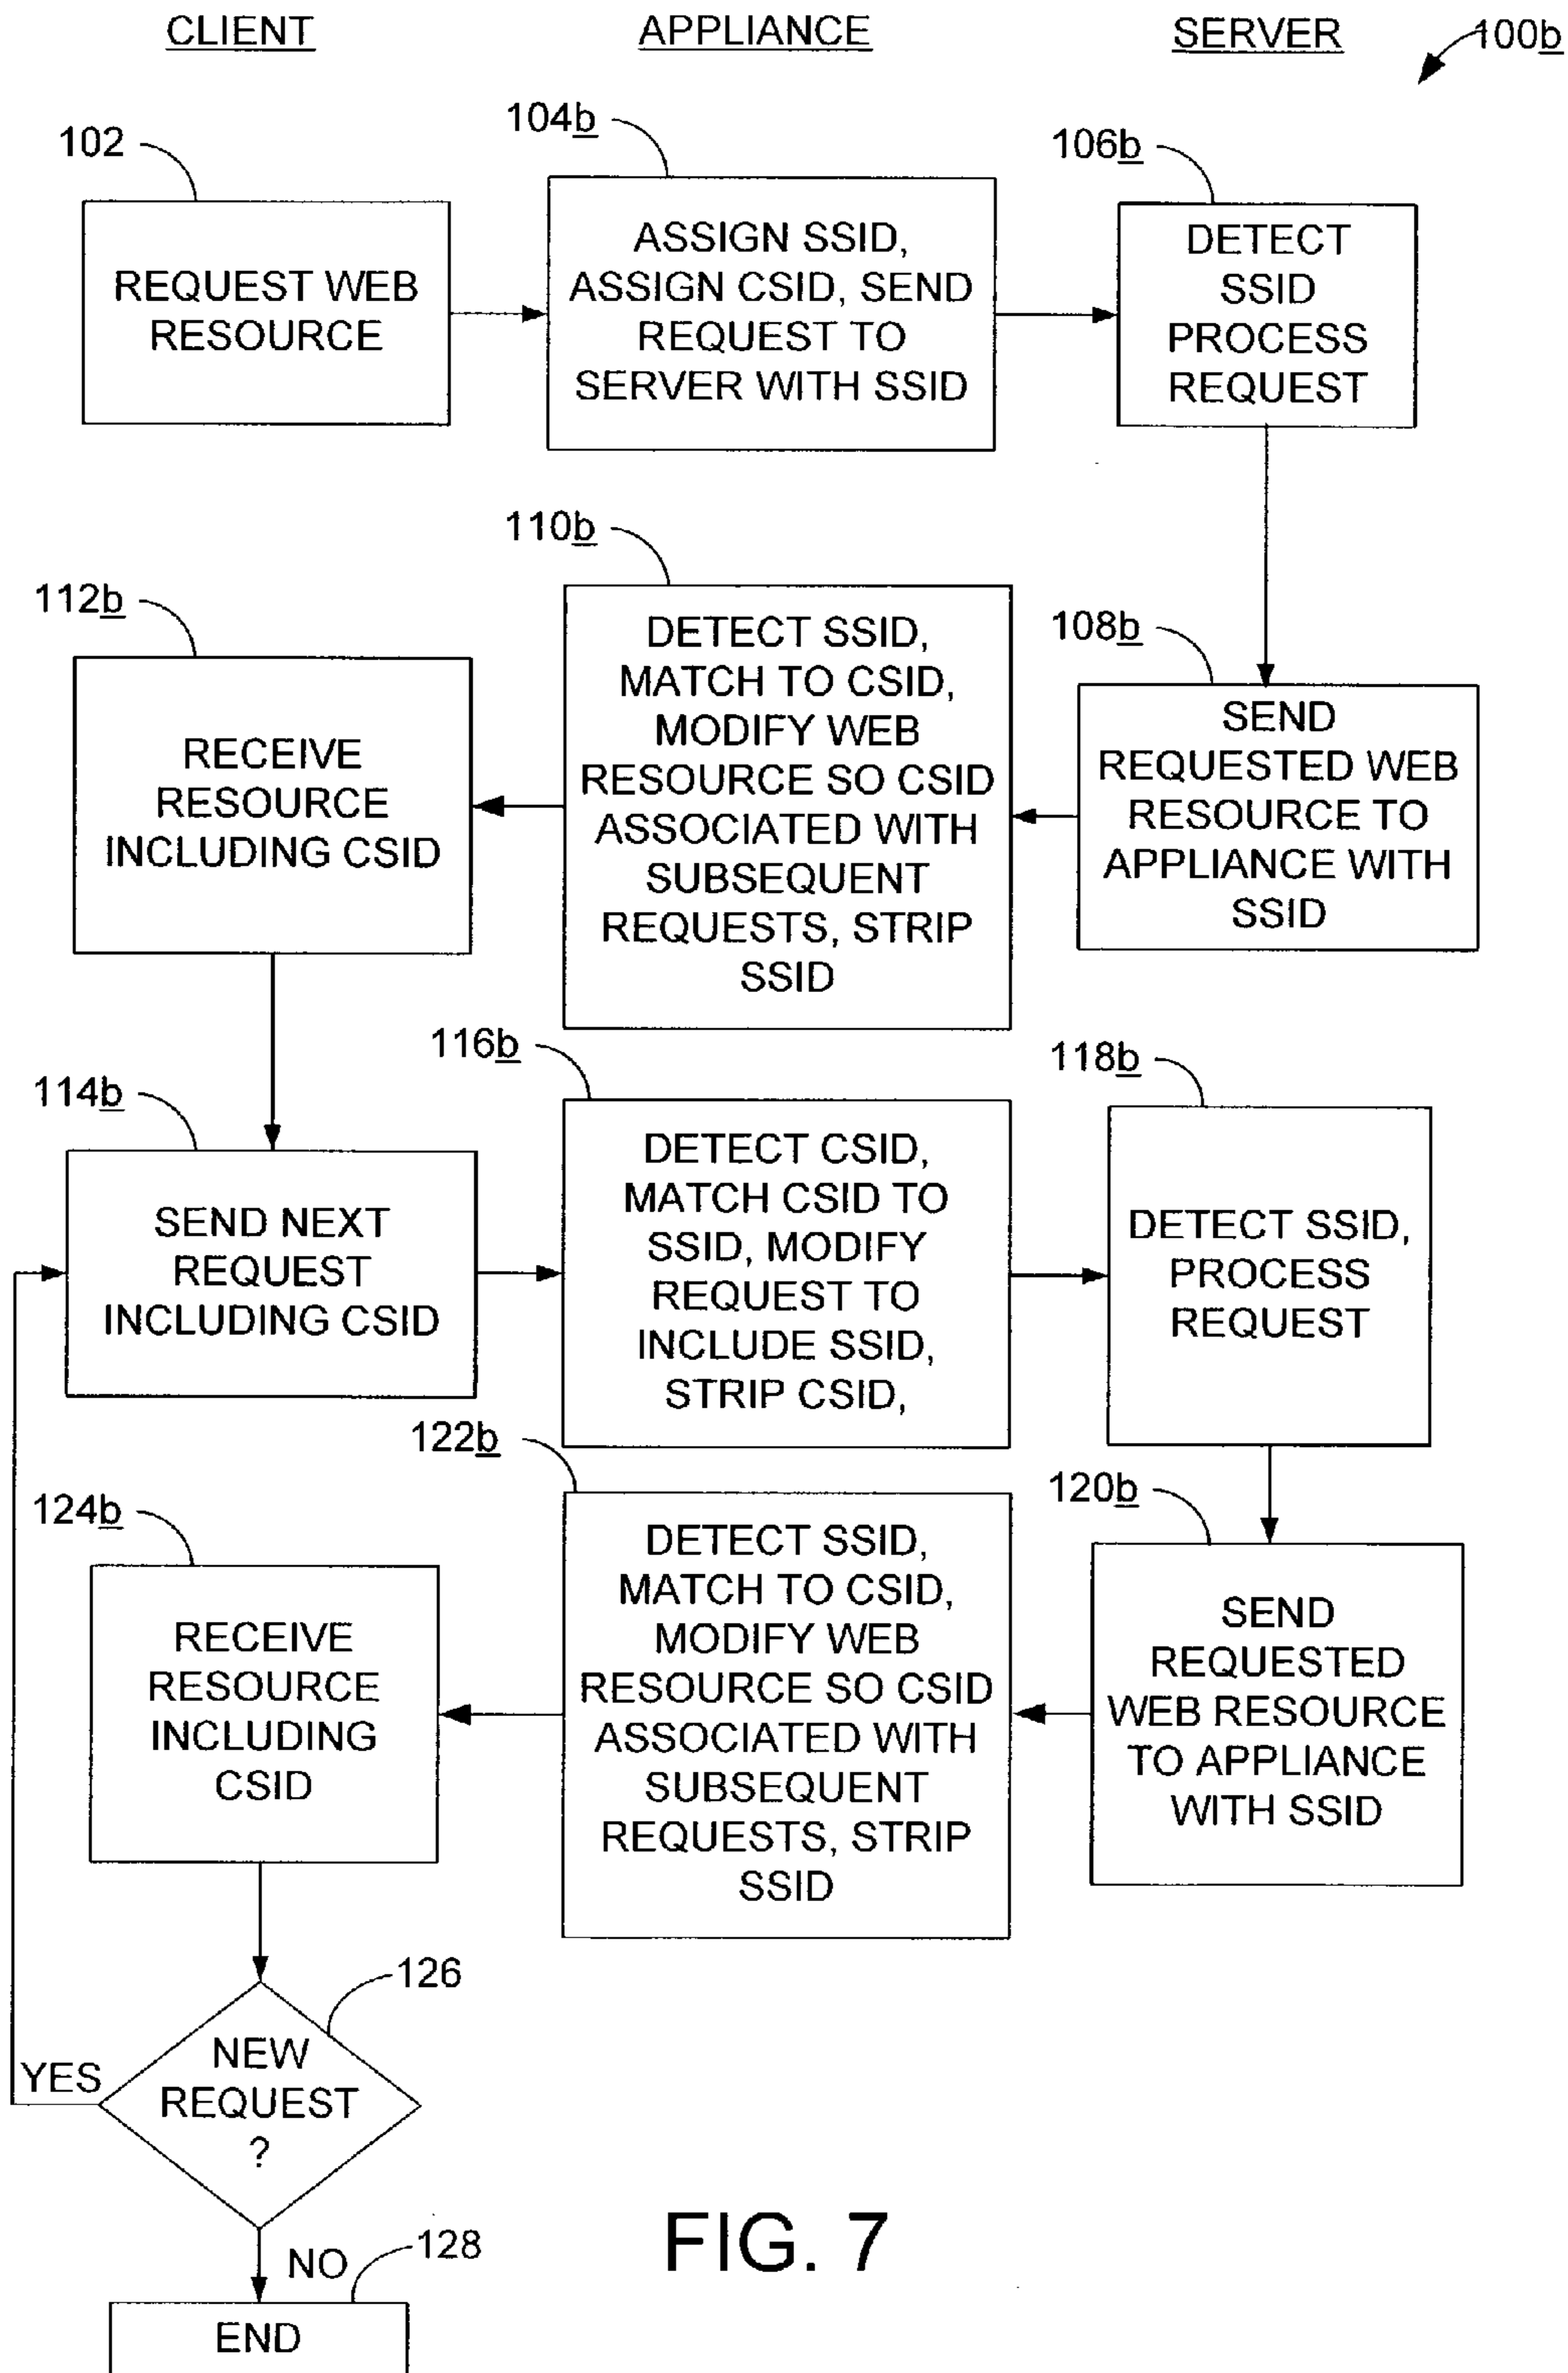 CLIENT
APPLIANCE
SERVER
100b
102
104b
106b
REQUEST WEB
RESOURCE
ASSIGN SSID,
ASSIGN CSID, SEND
REQUEST TO
SERVER WITH SSID
DETECT
SSID
PROCESS
REQUEST
112b
110b
108b
RECEIVE
RESOURCE
INCLUDING CSID
DETECT SSID,
MATCH TO CSID,
MODIFY WEB
RESOURCE SO CSID
ASSOCIATED WITH
SUBSEQUENT
REQUESTS, STRIP
SSID
SEND
REQUESTED WEB
RESOURCE TO
APPLIANCE WITH
SSID
114b
116b
118b
SEND NEXT
REQUEST
INCLUDING CSID
DETECT CSID,
MATCH CSID TO
SSID, MODIFY
REQUEST TO
INCLUDE SSID,
STRIP CSID,
DETECT SSID,
PROCESS
REQUEST
124b
122b
120b
RECEIVE
RESOURCE
INCLUDING
CSID
DETECT SSID,
MATCH TO CSID,
MODIFY WEB
RESOURCE SO CSID
ASSOCIATED WITH
SUBSEQUENT
REQUESTS, STRIP
SSID
SEND
REQUESTED
WEB RESOURCE
TO APPLIANCE
WITH SSID
126
NEW
REQUEST
?
YES
NO
128
END
FIG. 7